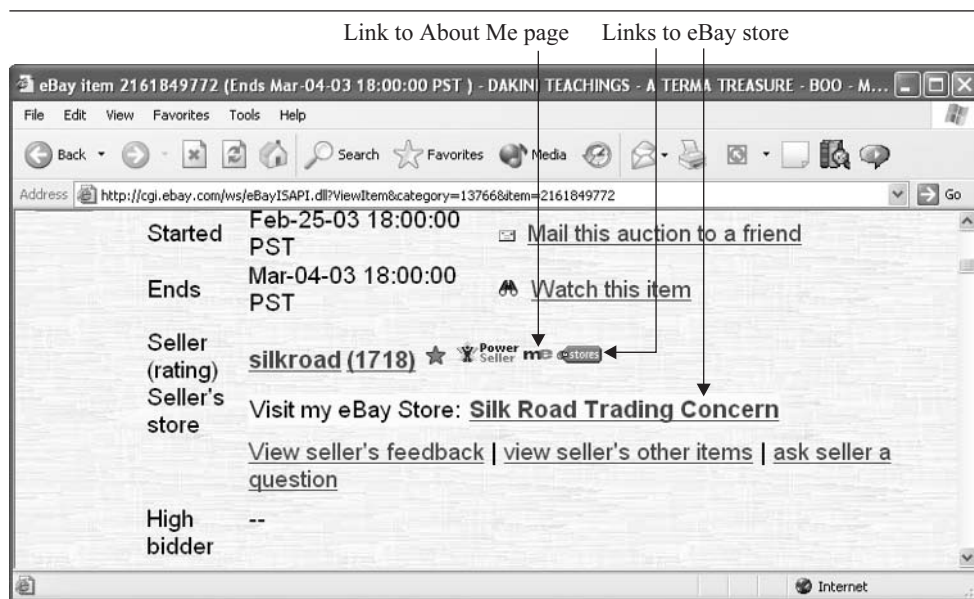 Link to About Me page Links to eBay store
eBay item 2161849772 (Ends Mar-04-03 18:00:00 PST ) - DAKINI TEACHINGS - A TERMA TREASURE - BOO - M...
File Edit View Favorites Tools Help
Back Search Favorites Media
Address http://cgi.ebay.com/ws/eBayISAPI.dll?ViewItem&category=13766&item=2161849772 Go
Started Feb-25-03 18:00:00 PST Mail this auction to a friend
Ends Mar-04-03 18:00:00 PST Watch this item
Seller (rating) silkroad (1718) Power Seller me stores
Seller's store Visit my eBay Store: Silk Road Trading Concern
View seller's feedback | view seller's other items | ask seller a
question
High bidder --
Internet